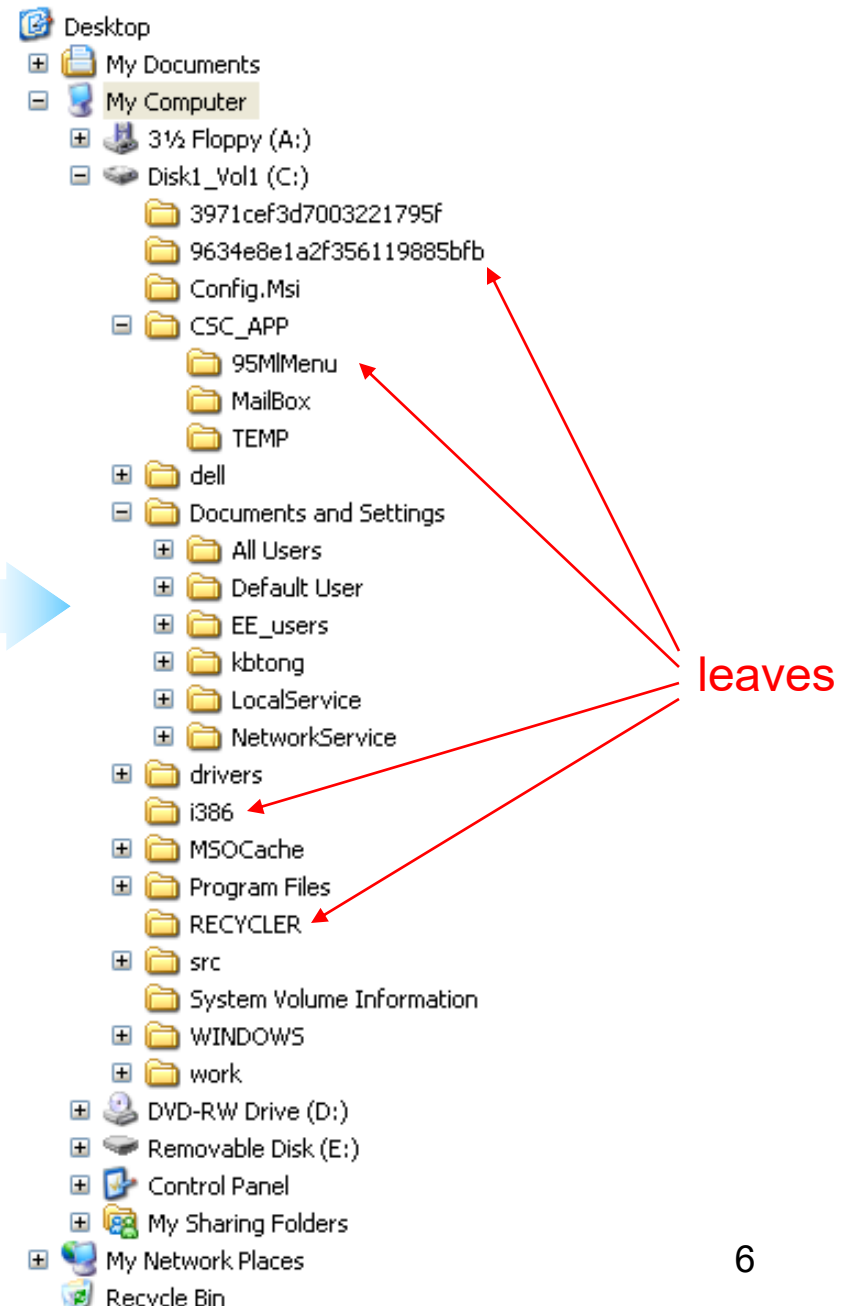 Desktop
My Documents
My Computer
3½ Floppy (A:)
Disk1_Vol1 (C:)
3971cef3d7003221795f
9634e8e1a2f356119885bfb
Config.Msi
CSC_APP
95MlMenu
MailBox
TEMP
dell
Documents and Settings
All Users
Default User
EE_users
kbtong
LocalService
NetworkService
leaves
drivers
i386
MSOCache
Program Files
RECYCLER
src
System Volume Information
WINDOWS
work
DVD-RW Drive (D:)
Removable Disk (E:)
Control Panel
My Sharing Folders
My Network Places
6
Recycle Bin